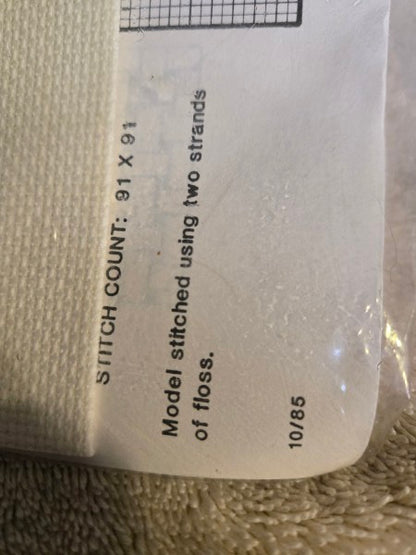 STITCH COUNT: 91 X 91
Model stitched using two strands
of floss.
10/85